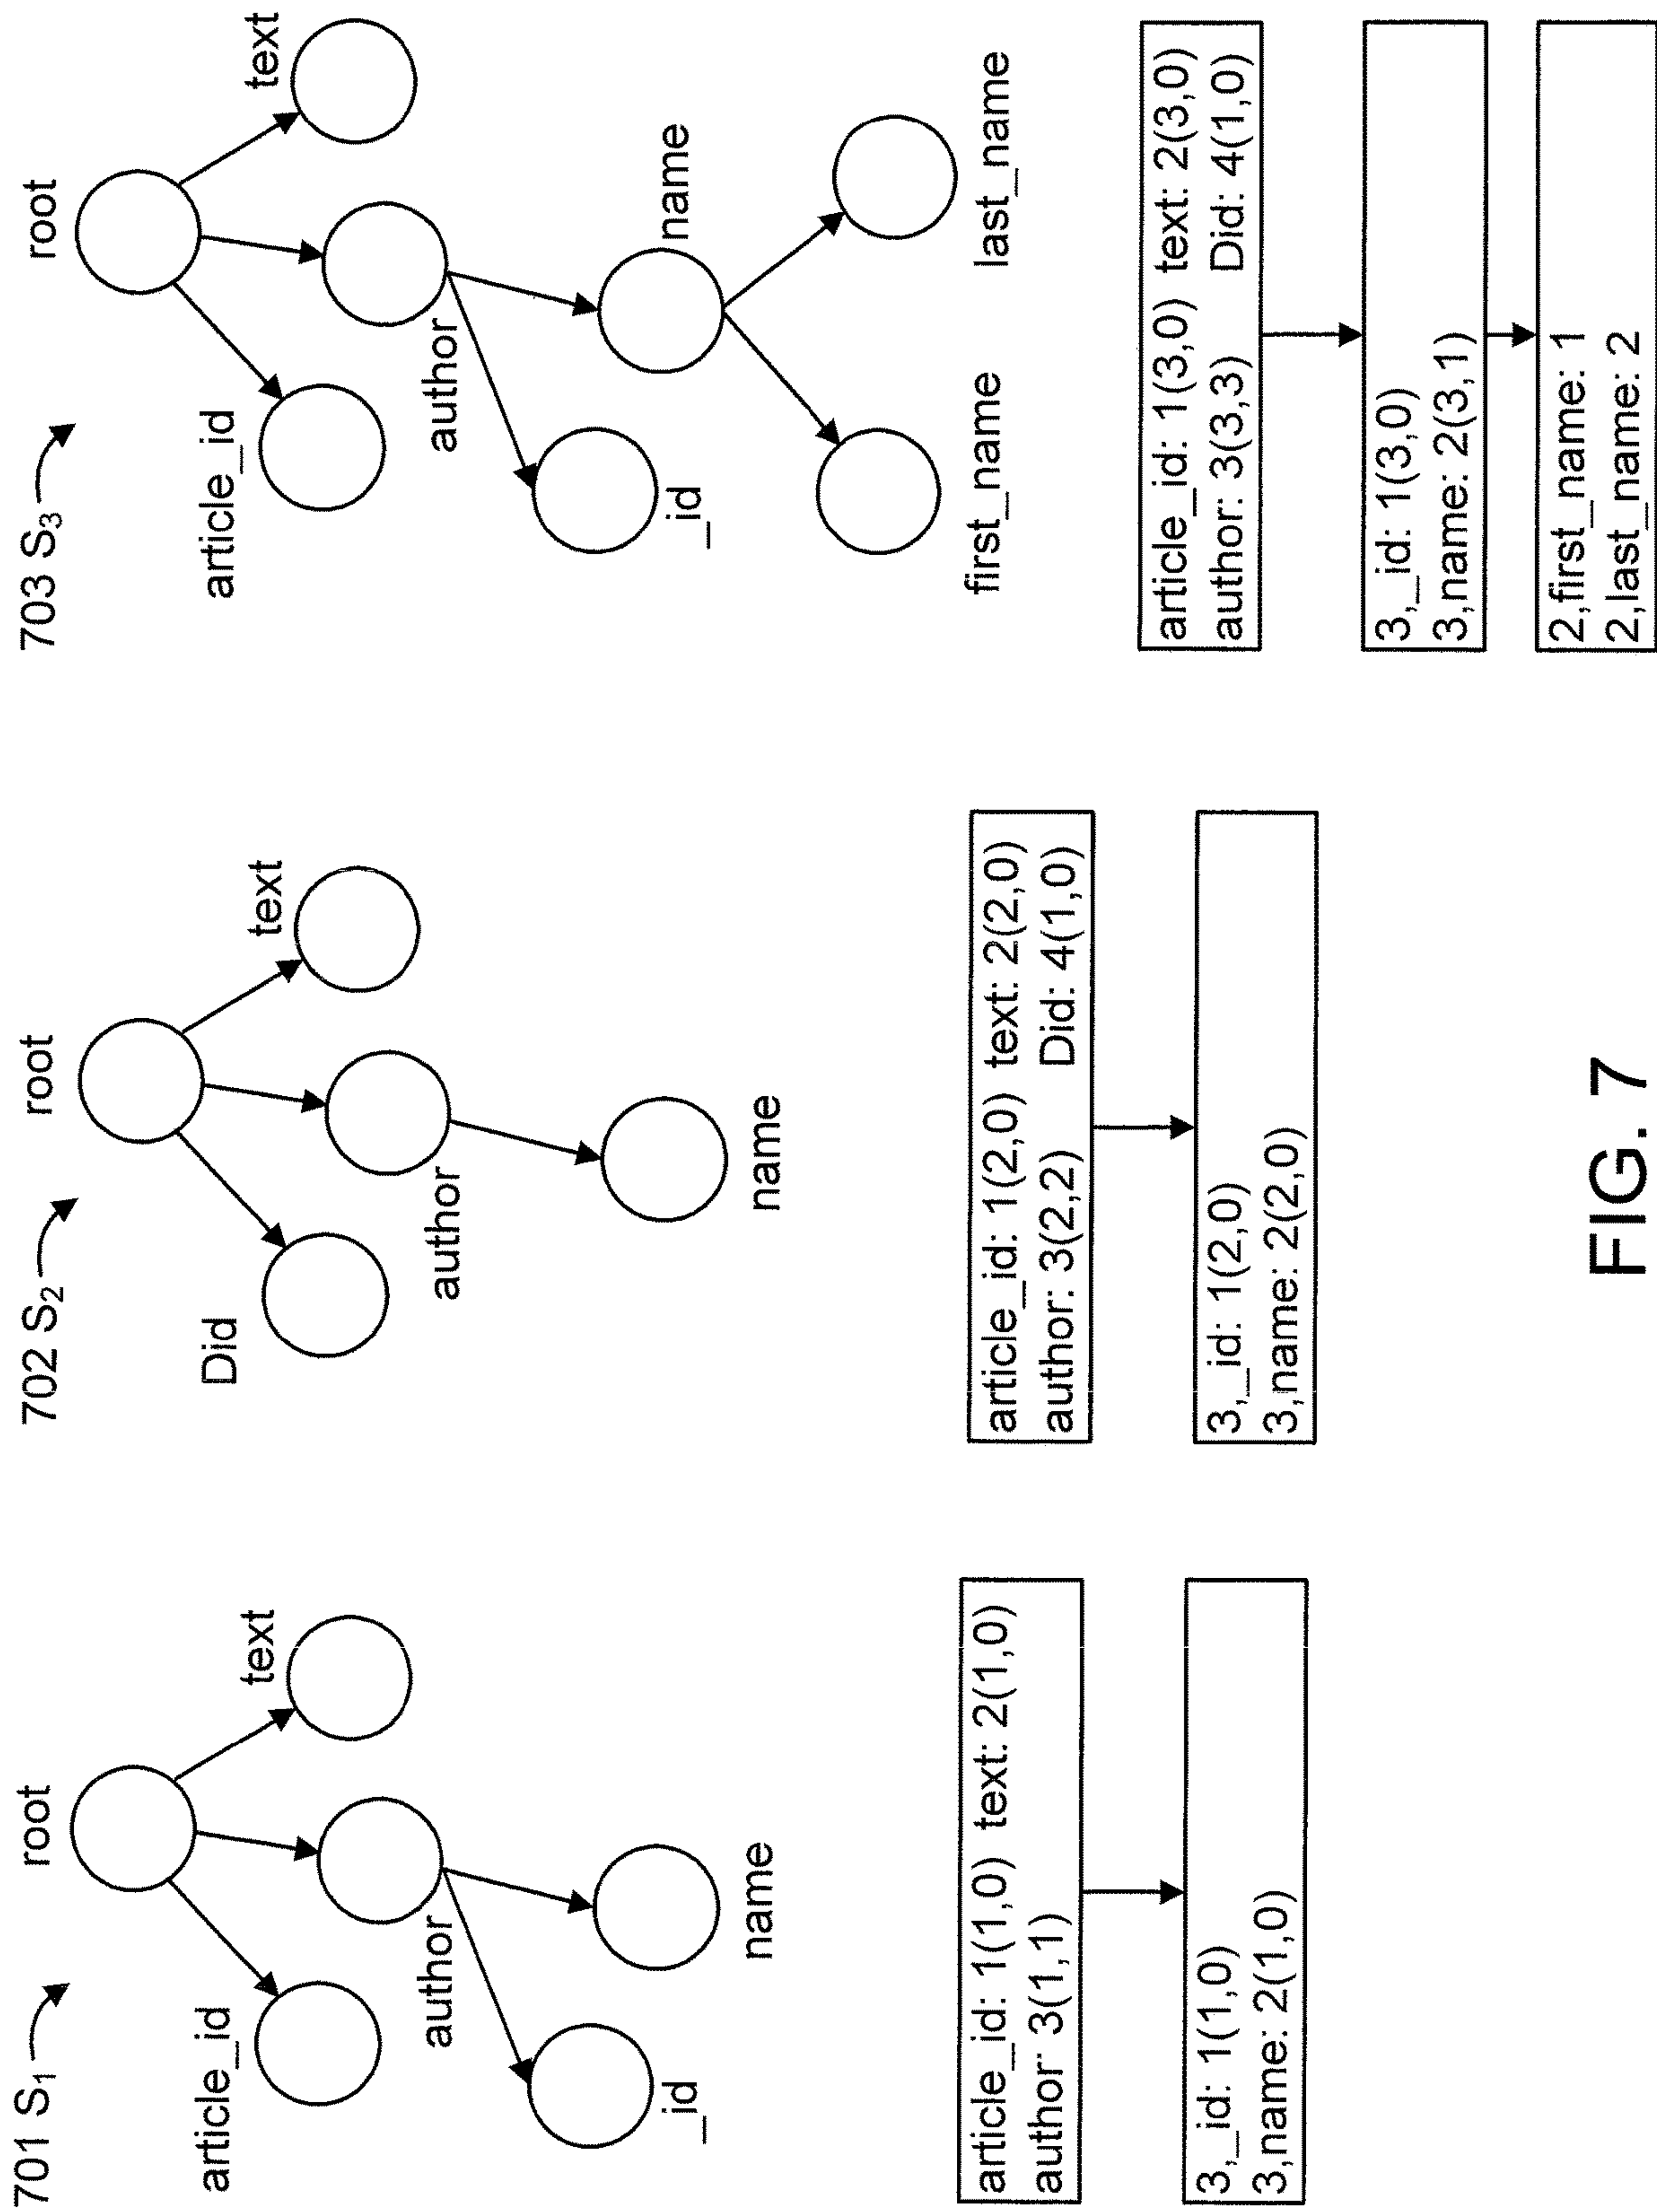 701 S1
root
text
article_id
author
_id
name
article_id: 1(1,0) text: 2(1,0)
author 3(1,1)
3,_id: 1(1,0)
3,name: 2(1,0)
702 S2
root
text
Did
author
name
article_id: 1(2,0) text: 2(2,0)
author: 3(2,2) Did: 4(1,0)
3,_id: 1(2,0)
3,name: 2(2,0)
703 S3
root
text
article_id
author
name
_id
first_name
last_name
article_id: 1(3,0) text: 2(3,0)
author: 3(3,3) Did: 4(1,0)
3,_id: 1(3,0)
3,name: 2(3,1)
2,first_name: 1
2,last_name: 2
FIG. 7